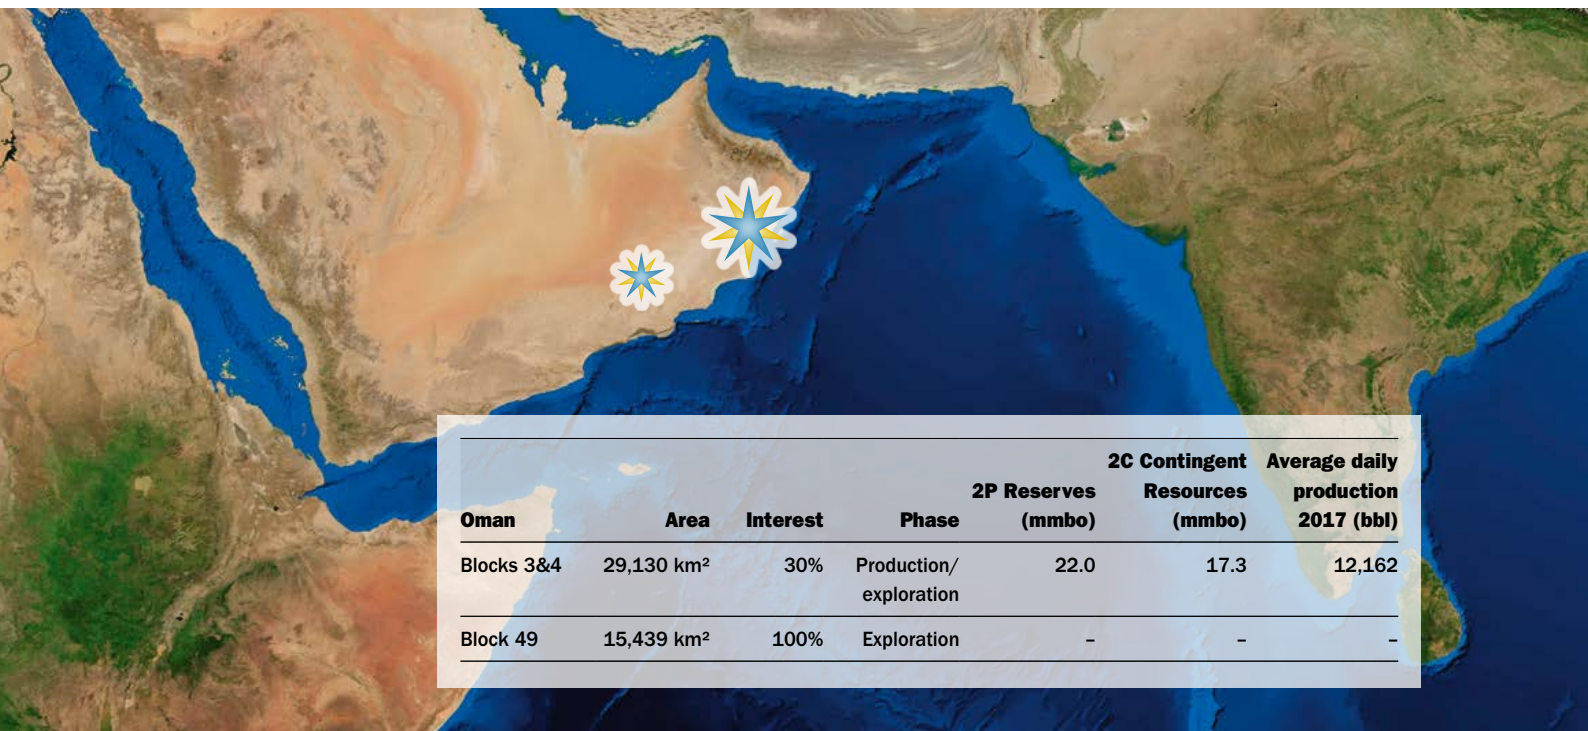 Oman Area Interest Phase 2P Reserves (mmbo) 2C Contingent Resources (mmbo) Average daily production 2017 (bbl)
Blocks 3&4 29,130 km² 30% Production/ exploration 22.0 17.3 12,162
Block 49 15,439 km² 100% Exploration – – –